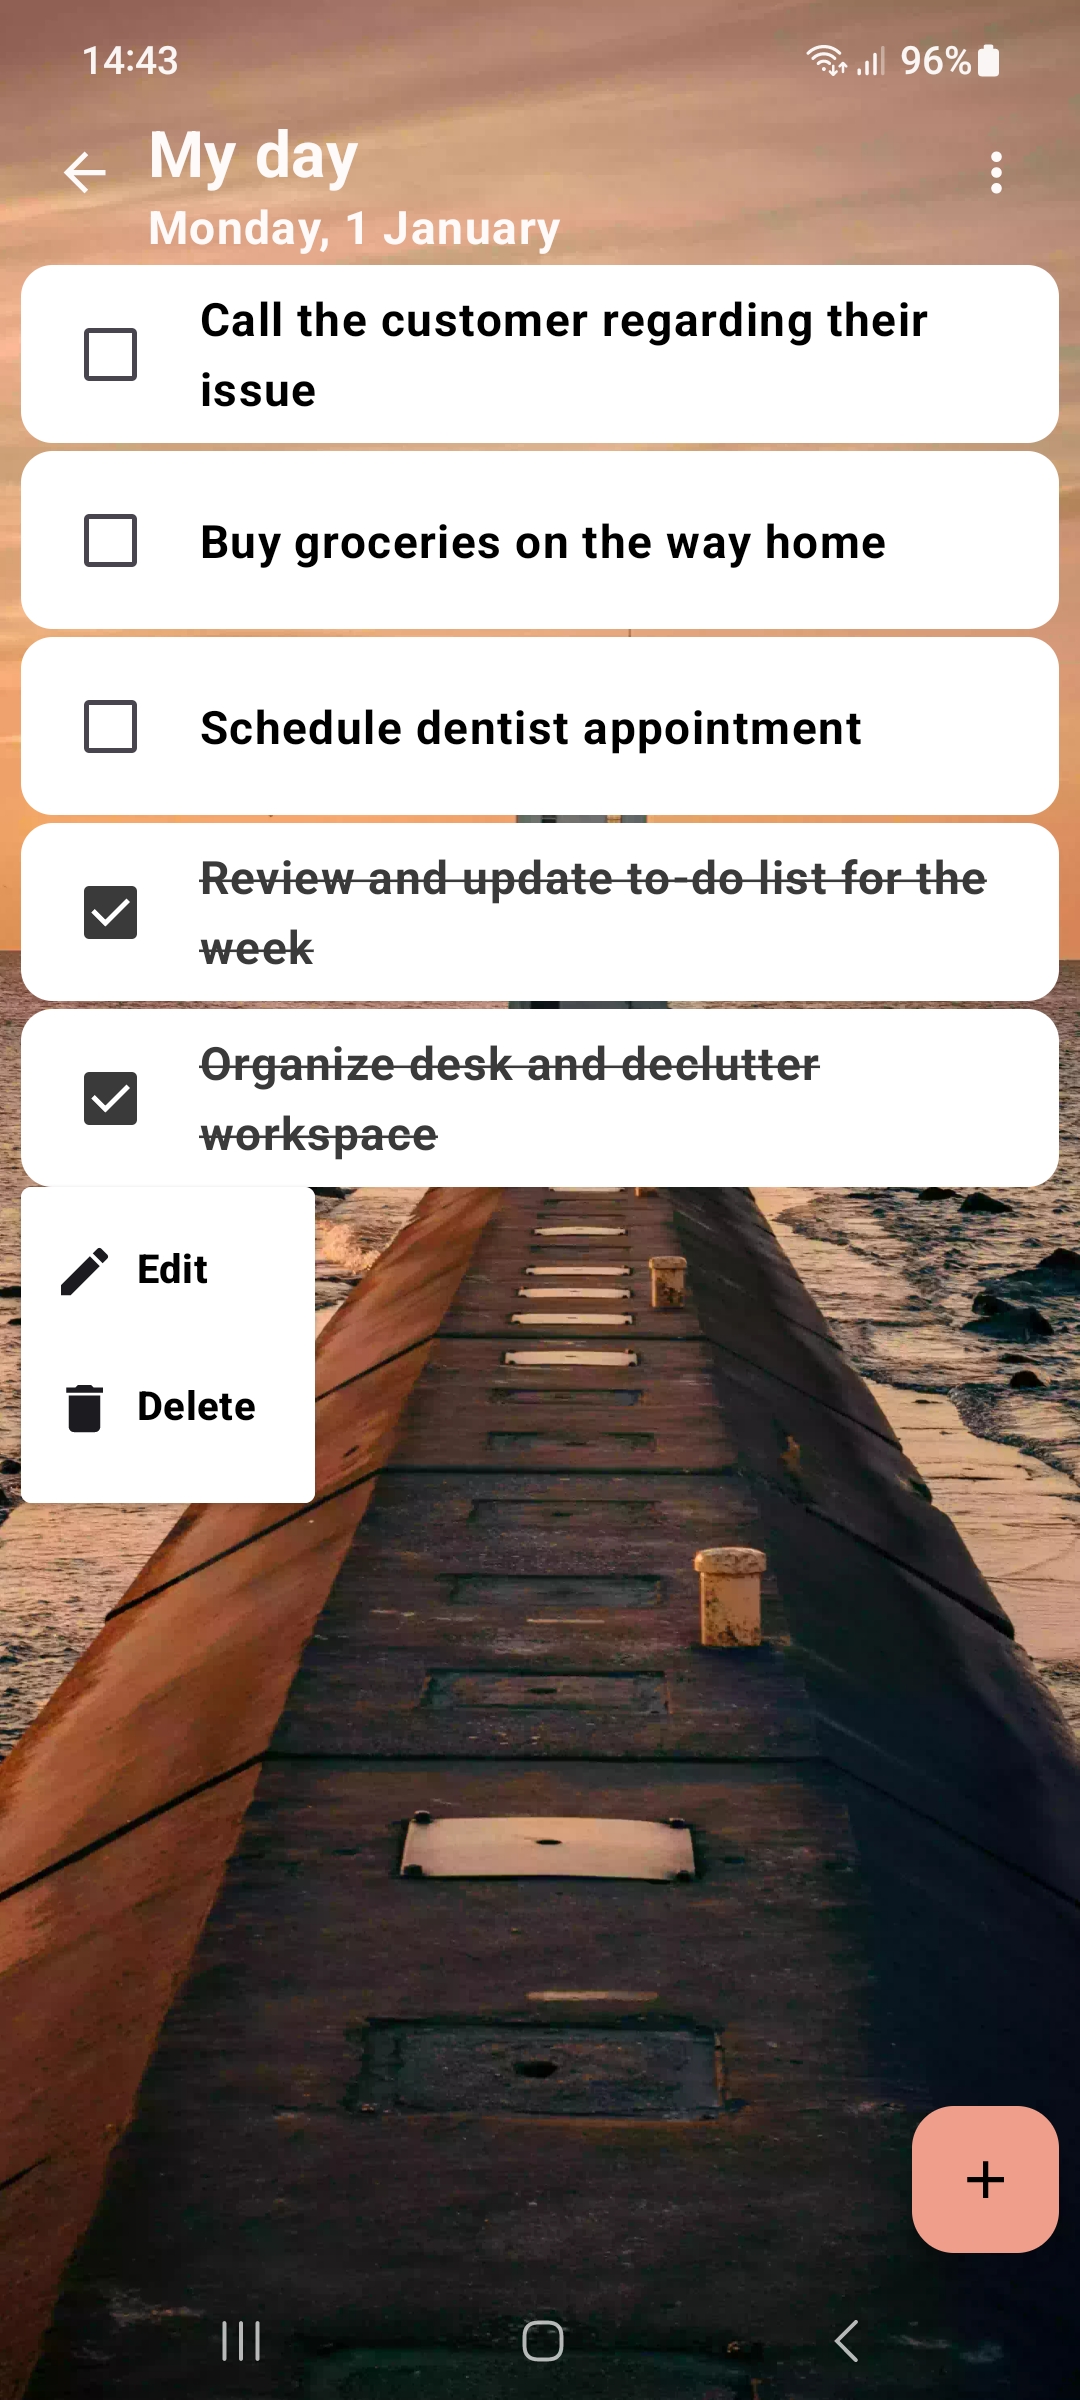 14:43
96%
My day
Monday, 1 January
Call the customer regarding their
issue
Buy groceries on the way home
Schedule dentist appointment
Review and update to-do list for the
week
Organize desk and declutter
workspace
Edit
Delete